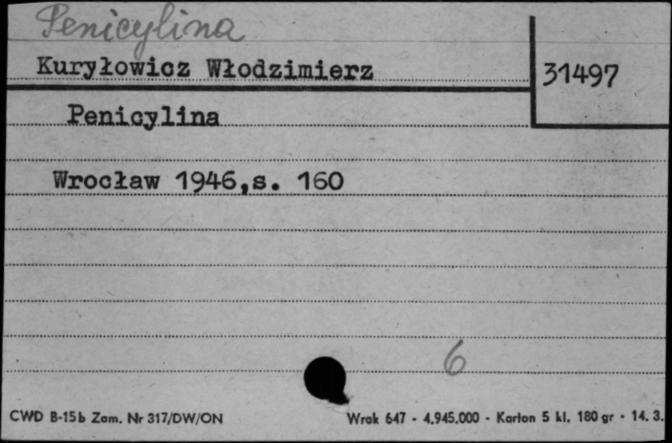 Penicylina
Kuryłowicz Włodzimierz
31497
Penicylina
Wrocław 1946,s. 160
6
CWD B-15b Zam. Nr 317/DW/ON
Wrak 647 - 4.945.000 - Karton 5 kl. 180 gr - 14. 3.